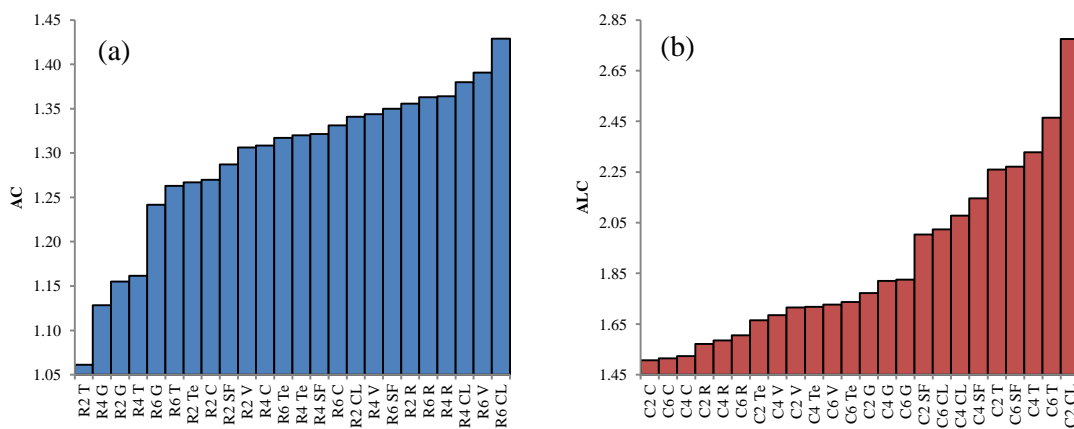 (a)
AC
1.45
1.40
1.35
1.30
1.25
1.20
1.15
1.10
1.05
R2 T
R4 G
R2 G
R4 T
R6 G
R6 T
R2 Te
R2 C
R2 SF
R2 V
R4 C
R6 Te
R4 Te
R4 SF
R6 C
R2 CL
R4 V
R6 SF
R2 R
R6 R
R4 R
R4 CL
R6 V
R6 CL
(b)
ALC
2.85
2.65
2.45
2.25
2.05
1.85
1.65
1.45
C2 C
C6 C
C4 C
C2 R
C4 R
C6 R
C2 Te
C4 V
C2 V
C4 Te
C6 V
C6 Te
C2 G
C4 G
C6 G
C2 SF
C6 CL
C4 CL
C4 SF
C2 T
C6 SF
C4 T
C6 T
C2 CL